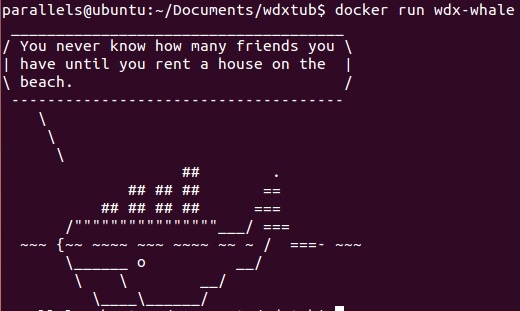 parallels@ubuntu:~/Documents/wdxtub$ docker run wdx-whale
 _____________________________________
/ You never know how many friends you \
| have until you rent a house on the  |
\ beach.                              /
 -------------------------------------
    \
     \
      \
                    ##        .
              ## ## ##       ==
           ## ## ## ##      ===
       /""""""""""""""""___/ ===
  ~~~ {~~ ~~~~ ~~~ ~~~~ ~~ ~ /  ===- ~~~
       \______ o          __/
        \    \        __/
          \____\______/